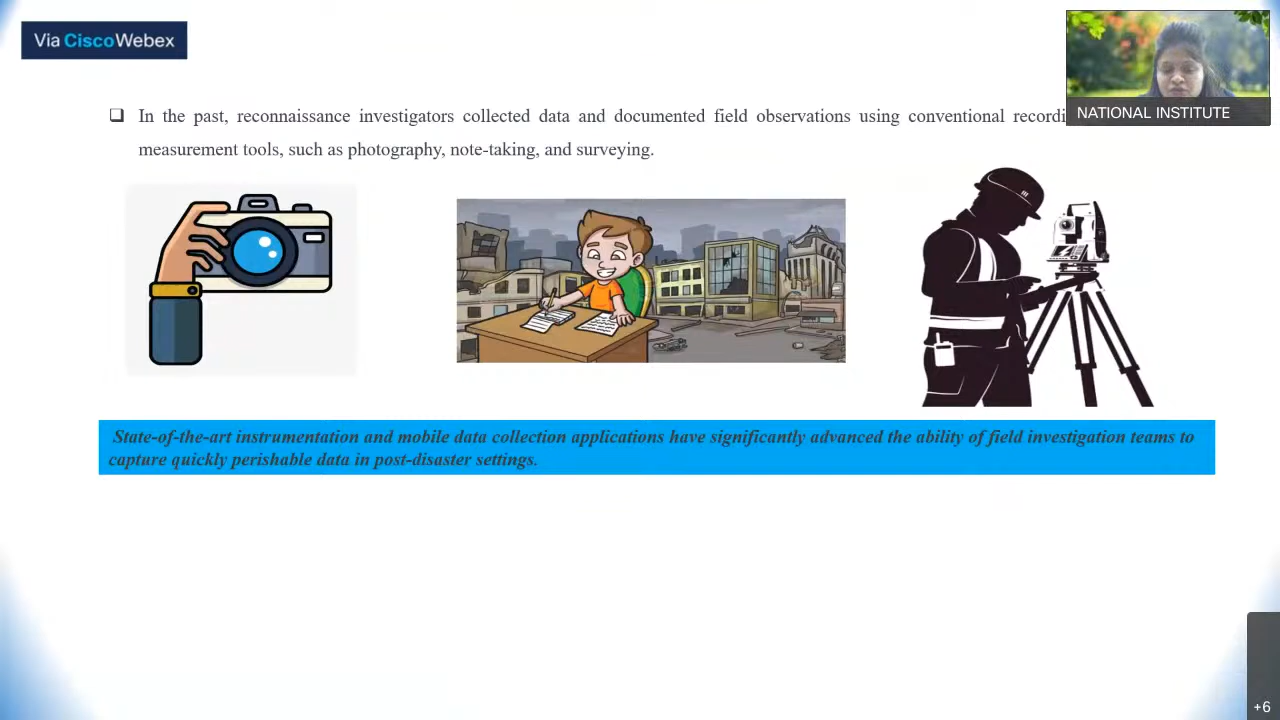 Via Cisco Webex
NATIONAL INSTITUTE
In the past, reconnaissance investigators collected data and documented field observations using conventional
measurement tools, such as photography, note-taking, and surveying.
State-of-the-art instrumentation and mobile data collection applications have significantly advanced the ability of field investigation teams to
capture quickly perishable data in post-disaster settings.
+6